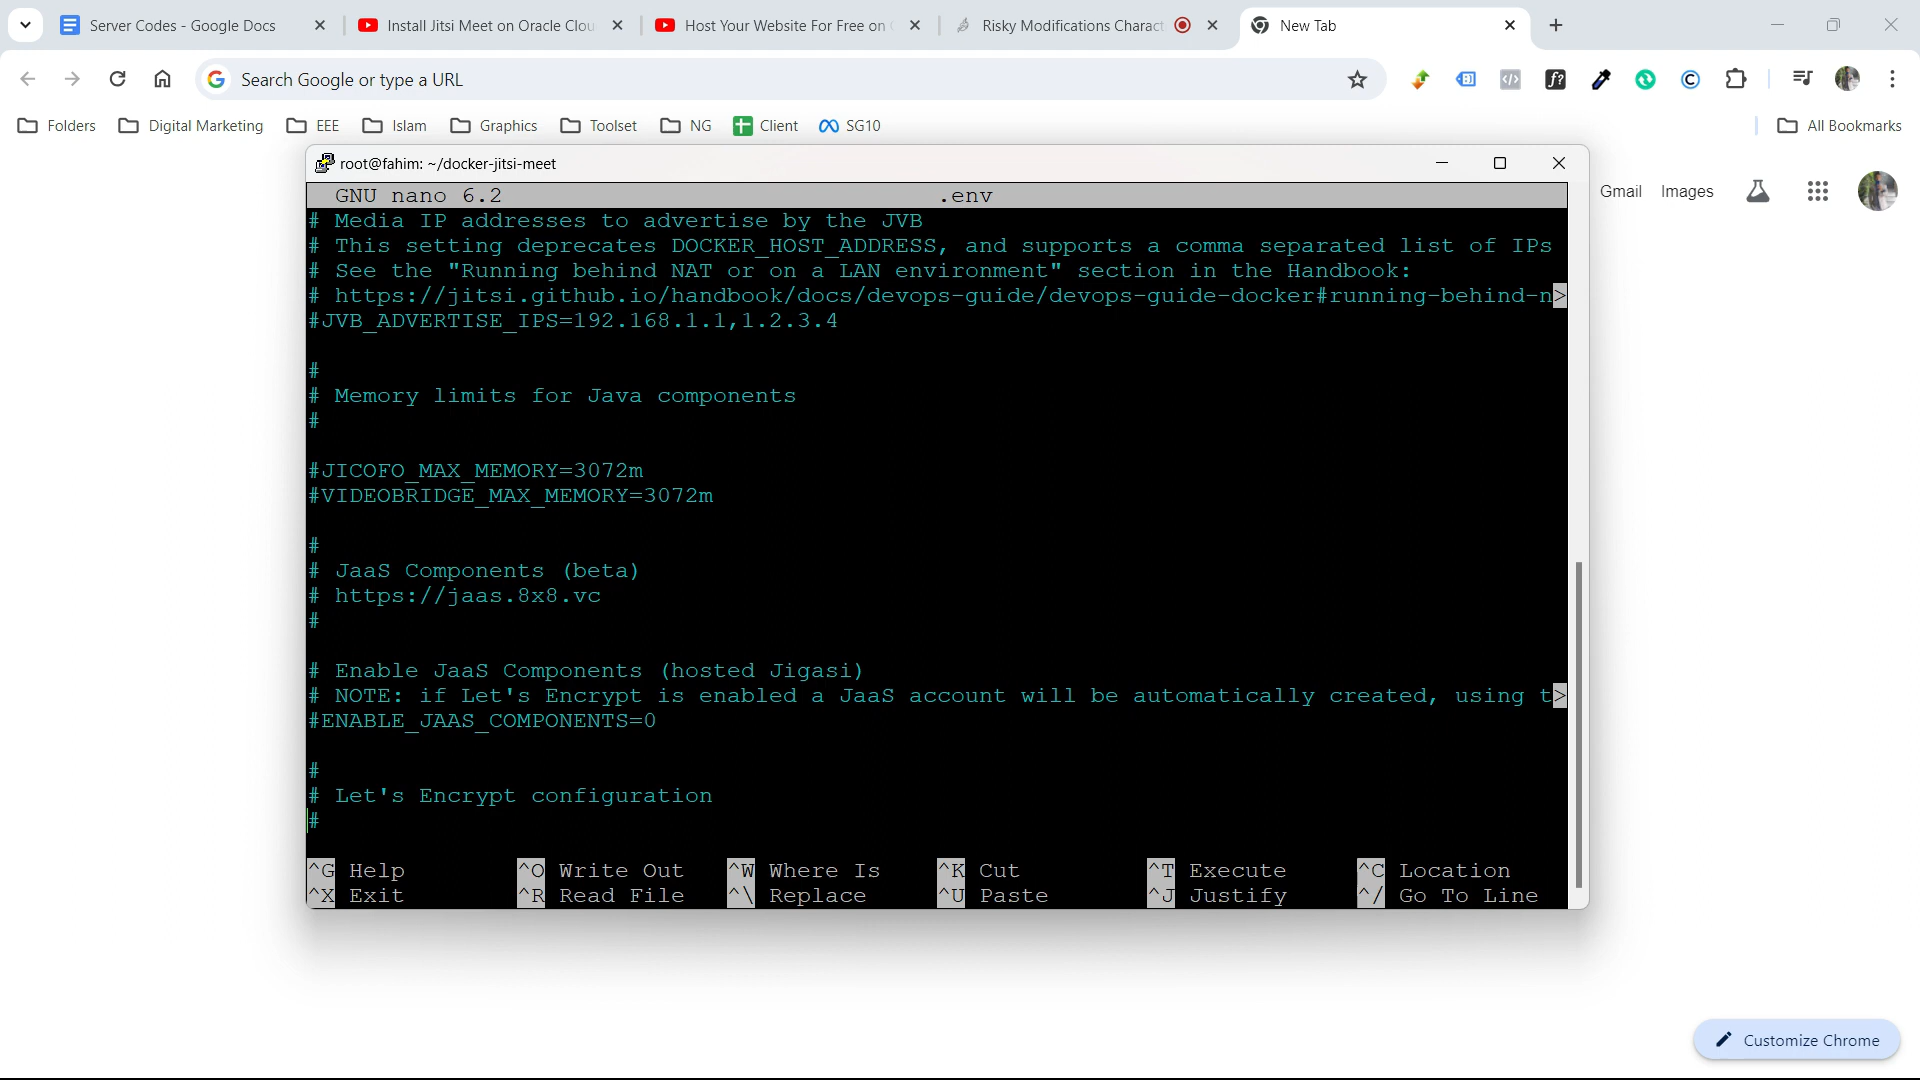 Server Codes - Google Docs
Install Jitsi Meet on Oracle Clou
Host Your Website For Free on
Risky Modifications Charact
New Tab
Search Google or type a URL
Folders
Digital Marketing
EEE
Islam
Graphics
Toolset
NG
Client
SG10
All Bookmarks
root@fahim: ~/docker-jitsi-meet
Gmail
Images
GNU nano 6.2 .env
# Media IP addresses to advertise by the JVB
# This setting deprecates DOCKER_HOST_ADDRESS, and supports a comma separated list of IPs
# See the "Running behind NAT or on a LAN environment" section in the Handbook:
# https://jitsi.github.io/handbook/docs/devops-guide/devops-guide-docker#running-behind-n>
#JVB_ADVERTISE_IPS=192.168.1.1,1.2.3.4
#
# Memory limits for Java components
#
#JICOFO_MAX_MEMORY=3072m
#VIDEOBRIDGE_MAX_MEMORY=3072m
#
# JaaS Components (beta)
# https://jaas.8x8.vc
#
# Enable JaaS Components (hosted Jigasi)
# NOTE: if Let's Encrypt is enabled a JaaS account will be automatically created, using t>
#ENABLE_JAAS_COMPONENTS=0
#
# Let's Encrypt configuration
#
^G Help ^O Write Out ^W Where Is ^K Cut ^T Execute ^C Location
^X Exit ^R Read File ^\ Replace ^U Paste ^J Justify ^/ Go To Line
Customize Chrome